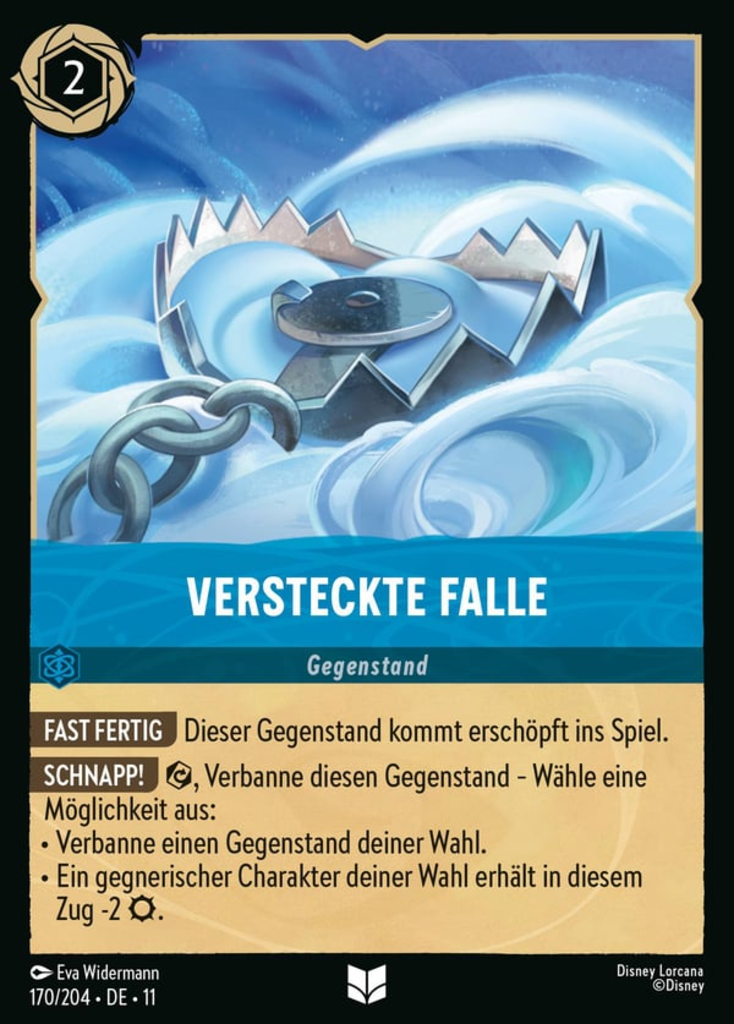 2
VERSTECKTE FALLE
Gegenstand
FAST FERTIG Dieser Gegenstand kommt erschöpft ins Spiel.
SCHNAPP! , Verbanne diesen Gegenstand - Wähle eine
Möglichkeit aus:
• Verbanne einen Gegenstand deiner Wahl.
• Ein gegnerischer Charakter deiner Wahl erhält in diesem
Zug -2 .
Eva Widermann
170/204 • DE • 11
Disney Lorcana
©Disney